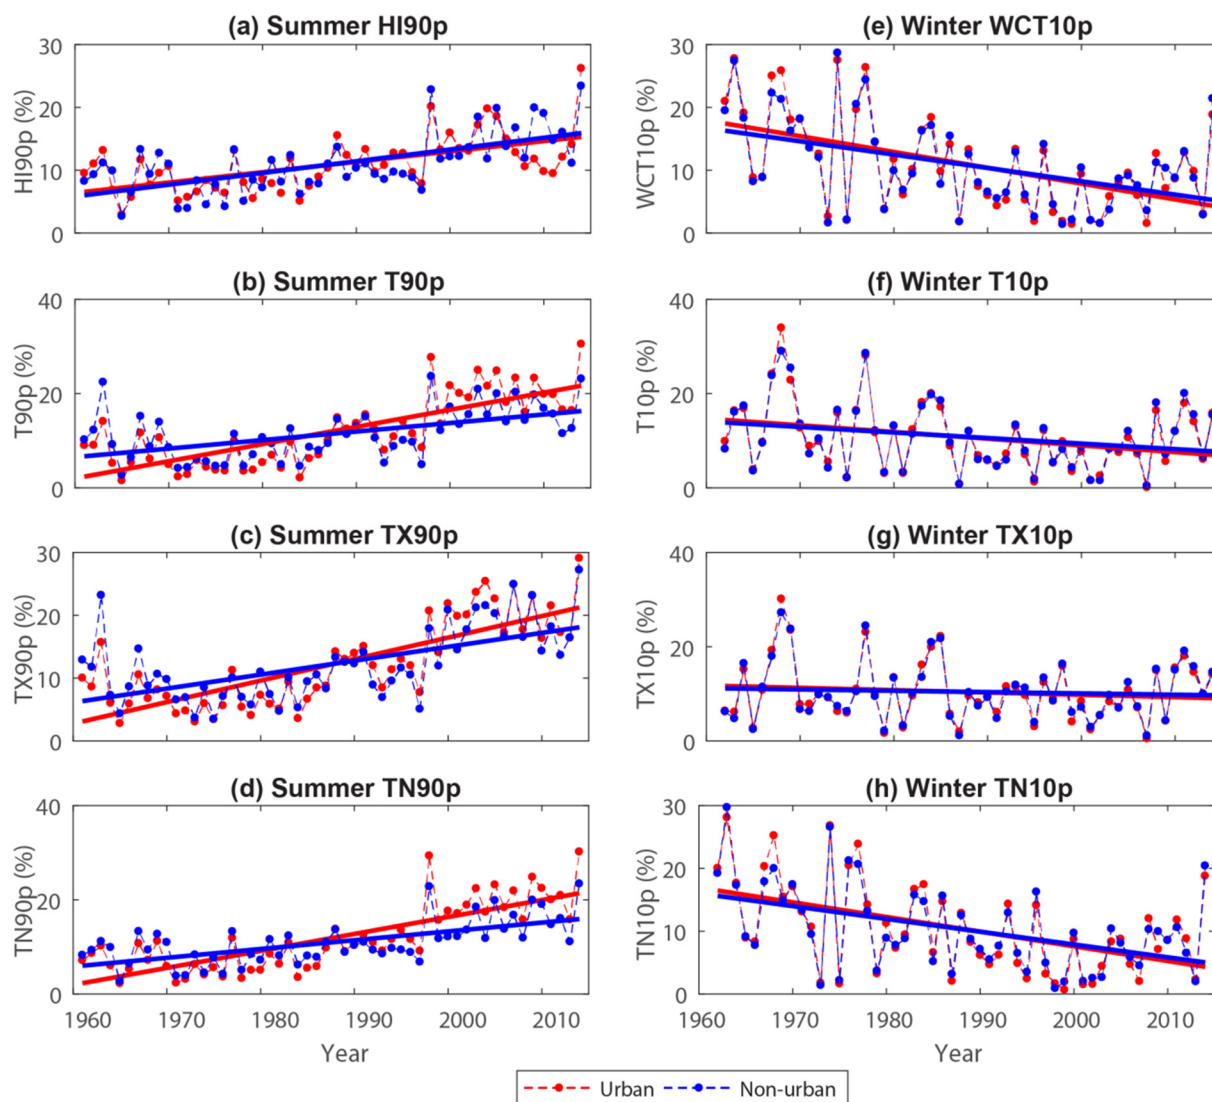 (a) Summer HI90p
30
20
10
0
HI90p (%)
(b) Summer T90p
40
20
0
T90p (%)
(c) Summer TX90p
30
20
10
0
TX90p (%)
(d) Summer TN90p
40
20
0
TN90p (%)
1960 1970 1980 1990 2000 2010
Year
(e) Winter WCT10p
30
20
10
0
WCT10p (%)
(f) Winter T10p
40
20
0
T10p (%)
(g) Winter TX10p
40
20
0
TX10p (%)
(h) Winter TN10p
30
20
10
0
TN10p (%)
1960 1970 1980 1990 2000 2010
Year
Urban Non-urban